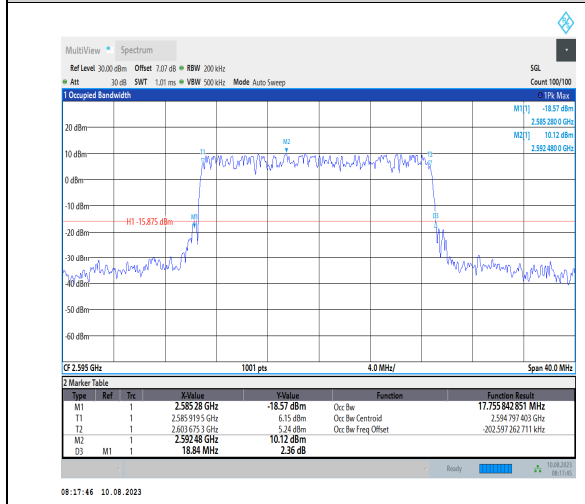 MultiView Spectrum
Ref Level 30.00 dBm Offset 7.07 dB RBW 200 kHz SGL
Att 30 dB SWT 1.01 ms VBW 500 kHz Mode Auto Sweep Count 100/100
1 Occupied Bandwidth 1Pk Max
M1[1] -18.57 dBm
2.585 280 0 GHz
20 dBm M2[1] 10.12 dBm
2.592 480 0 GHz
M2
10 dBm T1 T2
0 dBm
-10 dBm
H1 -15.875 dBm M1 D3
-20 dBm
-30 dBm
-40 dBm
-50 dBm
-60 dBm
CF 2.595 GHz 1001 pts 4.0 MHz/ Span 40.0 MHz
2 Marker Table
Type Ref Trc X-Value Y-Value Function Function Result
M1 1 2.585 28 GHz -18.57 dBm Occ Bw 17.755 842 851 MHz
T1 1 2.585 919 5 GHz 6.15 dBm Occ Bw Centroid 2.594 797 403 GHz
T2 1 2.603 675 3 GHz 5.24 dBm Occ Bw Freq Offset -202.597 262 711 kHz
M2 1 2.592 48 GHz 10.12 dBm
D3 M1 1 18.84 MHz 2.36 dB
Ready 10.08.2023
08:17:45
08:17:46 10.08.2023